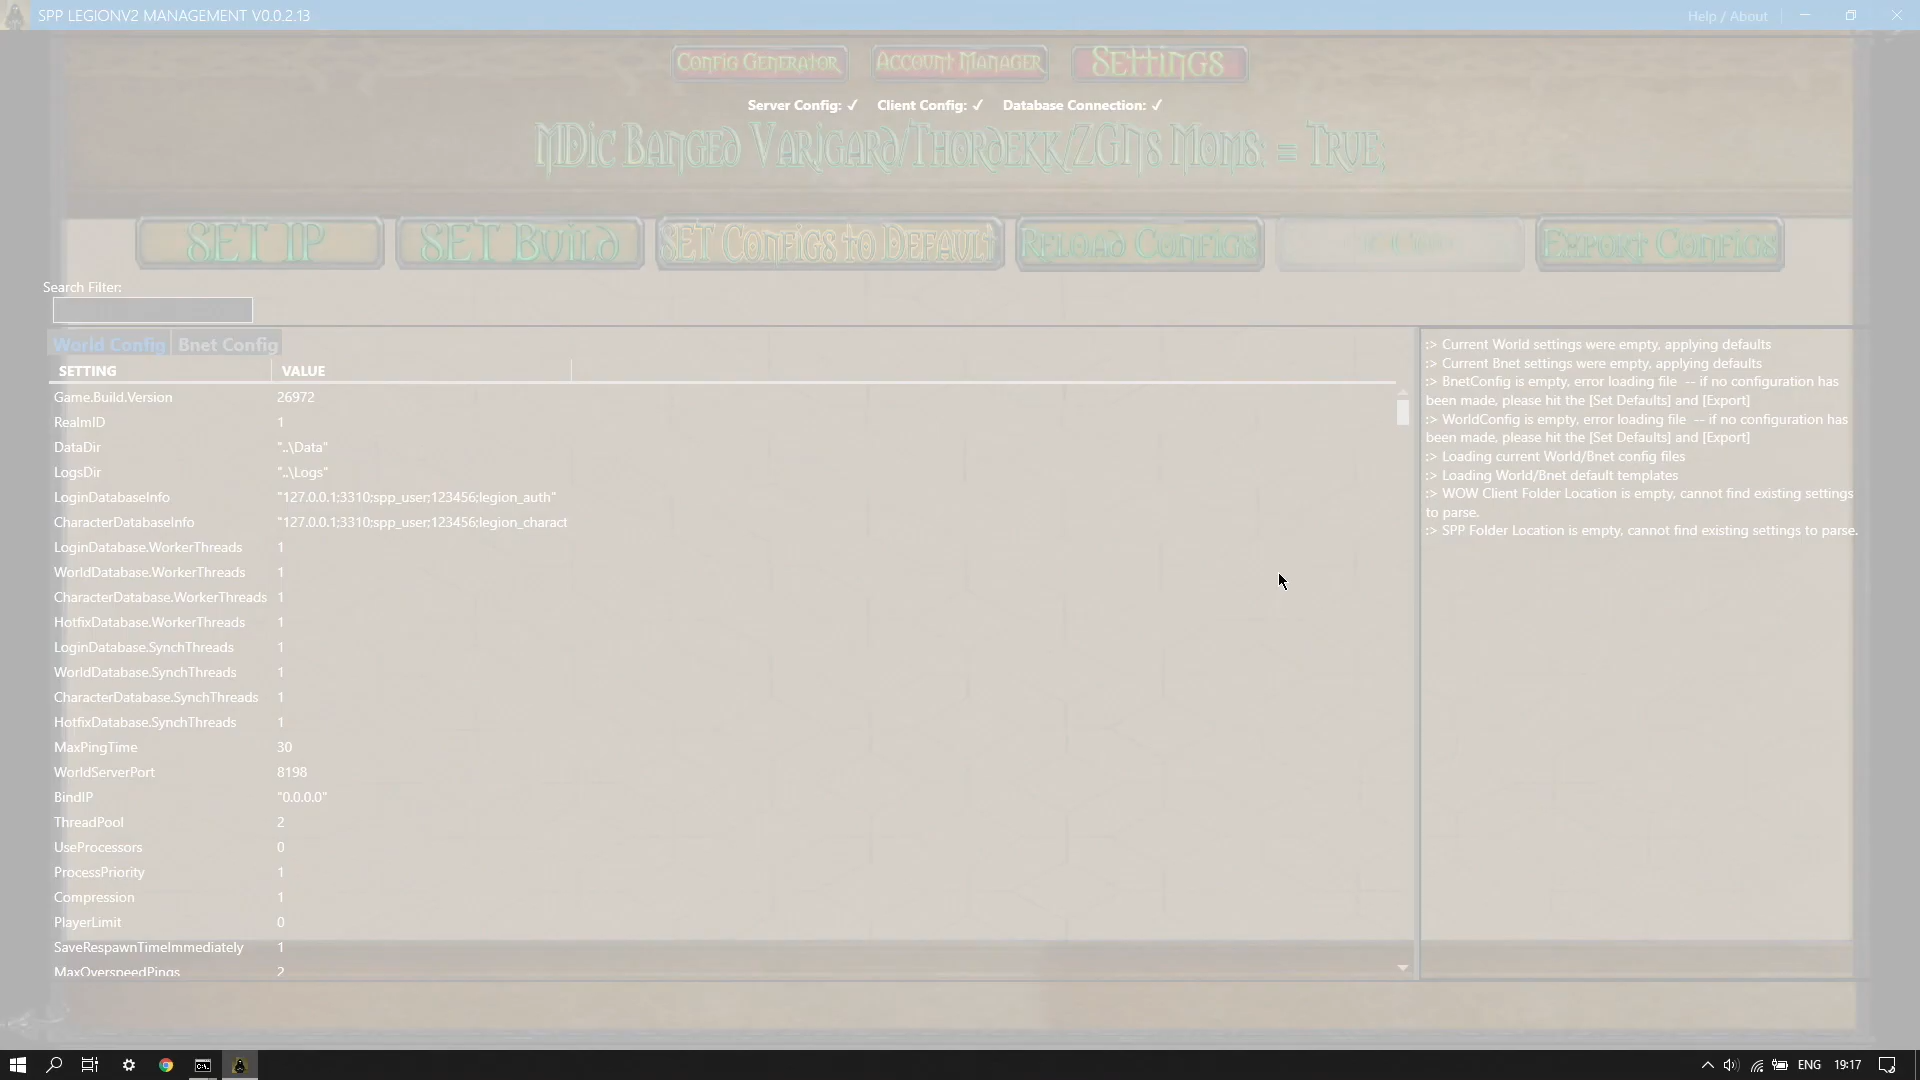 SPP LEGIONV2 MANAGEMENT V0.0.2.13
Help / About
Config Generator
Account Manager
Settings
Server Config: ✓ Client Config: ✓ Database Connection: ✓
MDic Banged Varigard/Thordekk/ZGN's Moms: = True;
SET IP
SET Build
SET Configs to Default
Reload Configs
Export Configs
Search Filter:
World Config
Bnet Config
SETTING VALUE
Game.Build.Version 26972
RealmID 1
DataDir "..\Data"
LogsDir "..\Logs"
LoginDatabaseInfo "127.0.0.1;3310;spp_user;123456;legion_auth"
CharacterDatabaseInfo "127.0.0.1;3310;spp_user;123456;legion_charact
LoginDatabase.WorkerThreads 1
WorldDatabase.WorkerThreads 1
CharacterDatabase.WorkerThreads 1
HotfixDatabase.WorkerThreads 1
LoginDatabase.SynchThreads 1
WorldDatabase.SynchThreads 1
CharacterDatabase.SynchThreads 1
HotfixDatabase.SynchThreads 1
MaxPingTime 30
WorldServerPort 8198
BindIP "0.0.0.0"
ThreadPool 2
UseProcessors 0
ProcessPriority 1
Compression 1
PlayerLimit 0
SaveRespawnTimeImmediately 1
MaxOverspeedPings 2
:> Current World settings were empty, applying defaults
:> Current Bnet settings were empty, applying defaults
:> BnetConfig is empty, error loading file -- if no configuration has
been made, please hit the [Set Defaults] and [Export]
:> WorldConfig is empty, error loading file -- if no configuration has
been made, please hit the [Set Defaults] and [Export]
:> Loading current World/Bnet config files
:> Loading World/Bnet default templates
:> WOW Client Folder Location is empty, cannot find existing settings
to parse.
:> SPP Folder Location is empty, cannot find existing settings to parse.
ENG
19:17